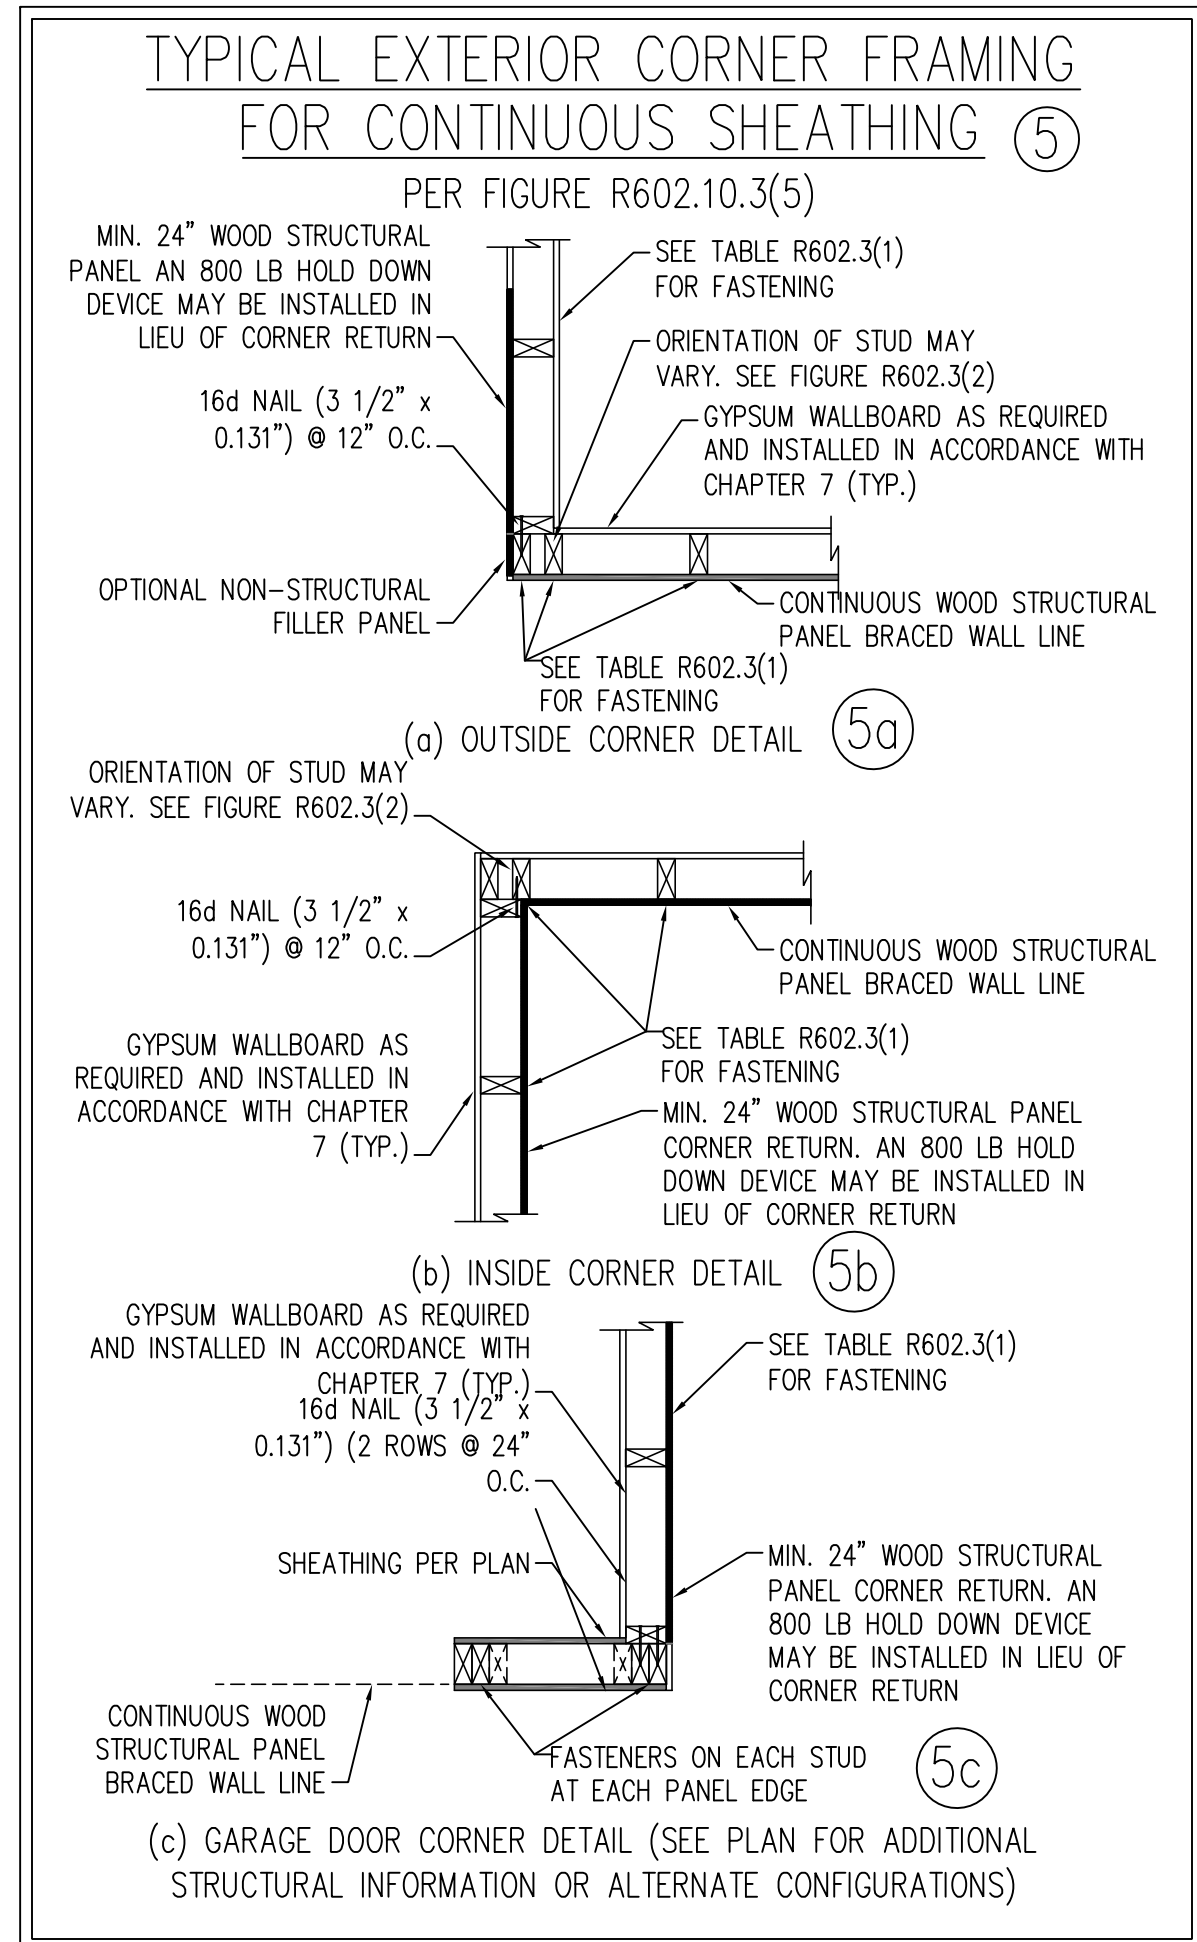 TYPICAL EXTERIOR CORNER FRAMING
FOR CONTINUOUS SHEATHING 5
PER FIGURE R602.10.3(5)
MIN. 24" WOOD STRUCTURAL
PANEL AN 800 LB HOLD DOWN
DEVICE MAY BE INSTALLED IN
LIEU OF CORNER RETURN
16d NAIL (3 1/2" x
0.131") @ 12" O.C.
OPTIONAL NON-STRUCTURAL
FILLER PANEL
SEE TABLE R602.3(1)
FOR FASTENING
ORIENTATION OF STUD MAY
VARY. SEE FIGURE R602.3(2)
GYPSUM WALLBOARD AS REQUIRED
AND INSTALLED IN ACCORDANCE WITH
CHAPTER 7 (TYP.)
CONTINUOUS WOOD STRUCTURAL
PANEL BRACED WALL LINE
SEE TABLE R602.3(1)
FOR FASTENING
(a) OUTSIDE CORNER DETAIL 5a
ORIENTATION OF STUD MAY
VARY. SEE FIGURE R602.3(2)
16d NAIL (3 1/2" x
0.131") @ 12" O.C.
GYPSUM WALLBOARD AS
REQUIRED AND INSTALLED IN
ACCORDANCE WITH CHAPTER
7 (TYP.)
CONTINUOUS WOOD STRUCTURAL
PANEL BRACED WALL LINE
SEE TABLE R602.3(1)
FOR FASTENING
MIN. 24" WOOD STRUCTURAL PANEL
CORNER RETURN. AN 800 LB HOLD
DOWN DEVICE MAY BE INSTALLED IN
LIEU OF CORNER RETURN
(b) INSIDE CORNER DETAIL 5b
GYPSUM WALLBOARD AS REQUIRED
AND INSTALLED IN ACCORDANCE WITH
CHAPTER 7 (TYP.)
16d NAIL (3 1/2" x
0.131") (2 ROWS @ 24"
O.C.
SHEATHING PER PLAN
CONTINUOUS WOOD
STRUCTURAL PANEL
BRACED WALL LINE
SEE TABLE R602.3(1)
FOR FASTENING
MIN. 24" WOOD STRUCTURAL
PANEL CORNER RETURN. AN
800 LB HOLD DOWN DEVICE
MAY BE INSTALLED IN LIEU OF
CORNER RETURN
FASTENERS ON EACH STUD
AT EACH PANEL EDGE
5c
(c) GARAGE DOOR CORNER DETAIL (SEE PLAN FOR ADDITIONAL
STRUCTURAL INFORMATION OR ALTERNATE CONFIGURATIONS)